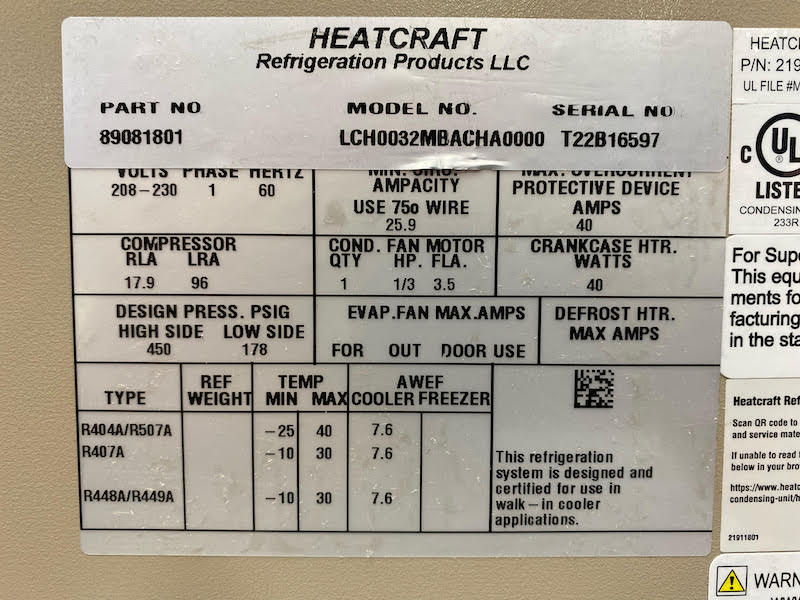 HEATCRAFT
Refrigeration Products LLC
PART NO MODEL NO. SERIAL NO
89081801 LCH0032MBACHA0000 T22B16597
VOLTS PHASE HERTZ
208-230 1 60
MIN. CIRC.
AMPACITY
USE 75o WIRE
25.9
MAX. OVERCURRENT
PROTECTIVE DEVICE
AMPS
40
COMPRESSOR
RLA LRA
17.9 96
COND. FAN MOTOR
QTY HP. FLA.
1 1/3 3.5
CRANKCASE HTR.
WATTS
40
DESIGN PRESS. PSIG
HIGH SIDE LOW SIDE
450 178
EVAP.FAN MAX.AMPS
FOR OUT DOOR USE
DEFROST HTR.
MAX AMPS
TYPE
REF
WEIGHT
TEMP
MIN MAX
AWEF
COOLER FREEZER
R404A/R507A -25 40 7.6
R407A -10 30 7.6
R448A/R449A -10 30 7.6
This refrigeration
system is designed and
certified for use in
walk-in cooler
applications.
HEATC
P/N: 219
UL FILE #M
C UL
LISTE
CONDENSING
233R
For Supe
This equ
ments fo
facturing
in the sta
Heatcraft Ref
Scan QR code to
and service mate
If unable to read
below in your bro
https://www.heatc
condensing-unit/h
21911801
WARN